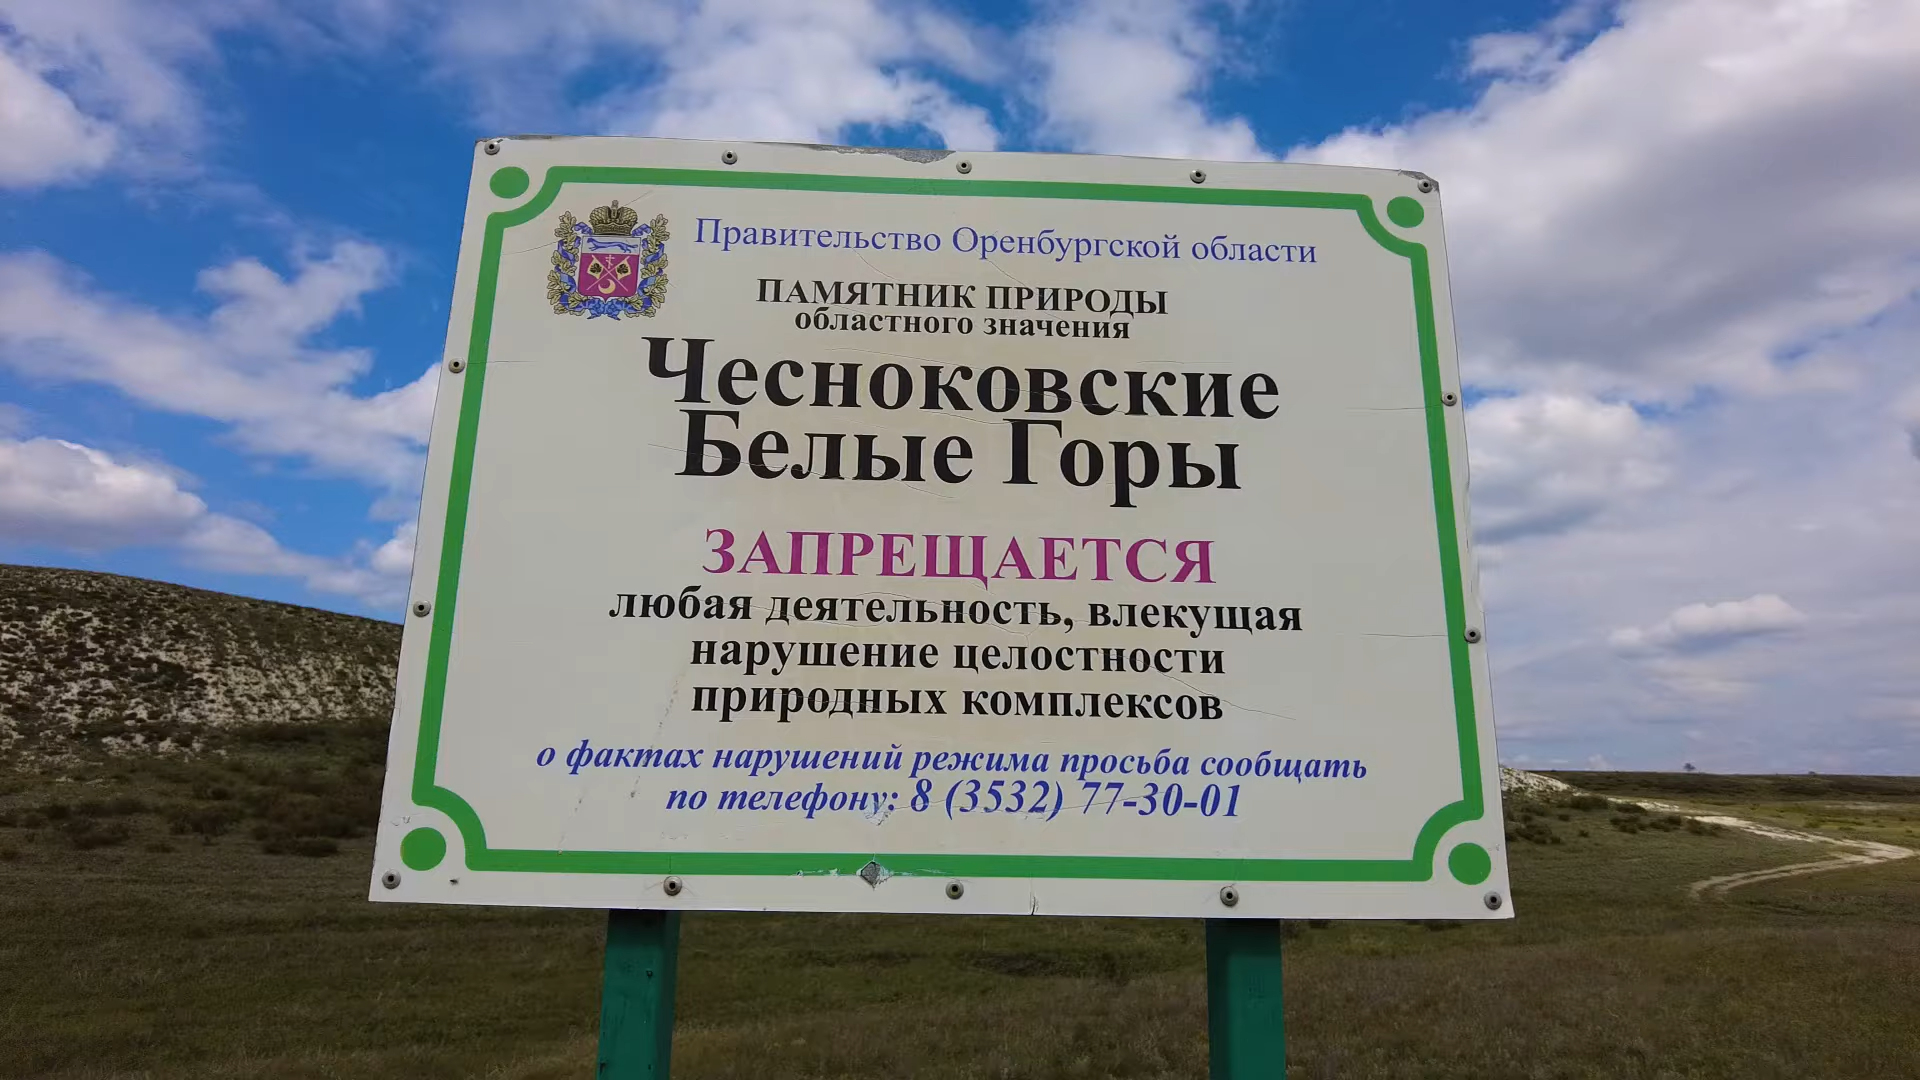 Правительство Оренбургской области
ПАМЯТНИК ПРИРОДЫ
областного значения
Чесноковские
Белые Горы
ЗАПРЕЩАЕТСЯ
любая деятельность, влекущая
нарушение целостности
природных комплексов
о фактах нарушений режима просьба сообщать
по телефону: 8 (3532) 77-30-01